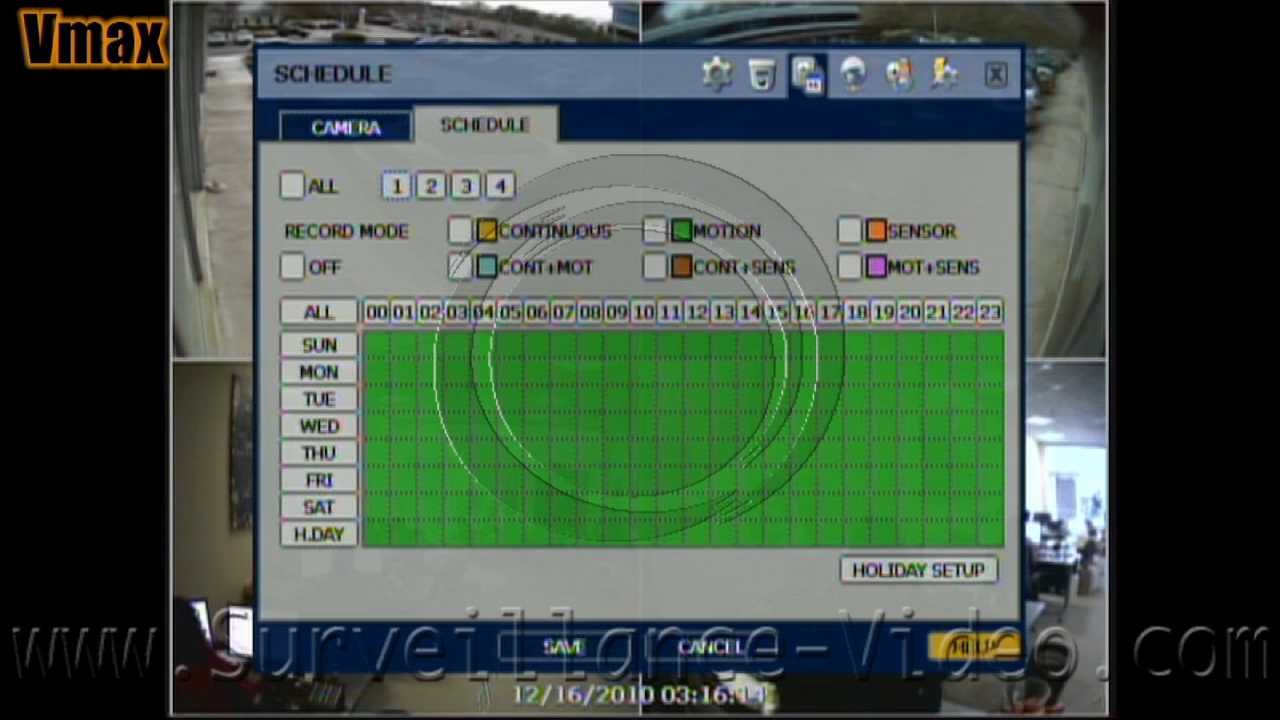 Vmax
SCHEDULE
CAMERA SCHEDULE
ALL 1 2 3 4
RECORD MODE CONTINUOUS MOTION SENSOR
OFF CONT+MOT CONT+SENS MOT+SENS
ALL 00 01 02 03 04 05 06 07 08 09 10 11 12 13 14 15 16 17 18 19 20 21 22 23
SUN
MON
TUE
WED
THU
FRI
SAT
H.DAY
HOLIDAY SETUP
www.Surveillance-Video.com
SAVE CANCEL HELP
12/16/2010 03:16:14